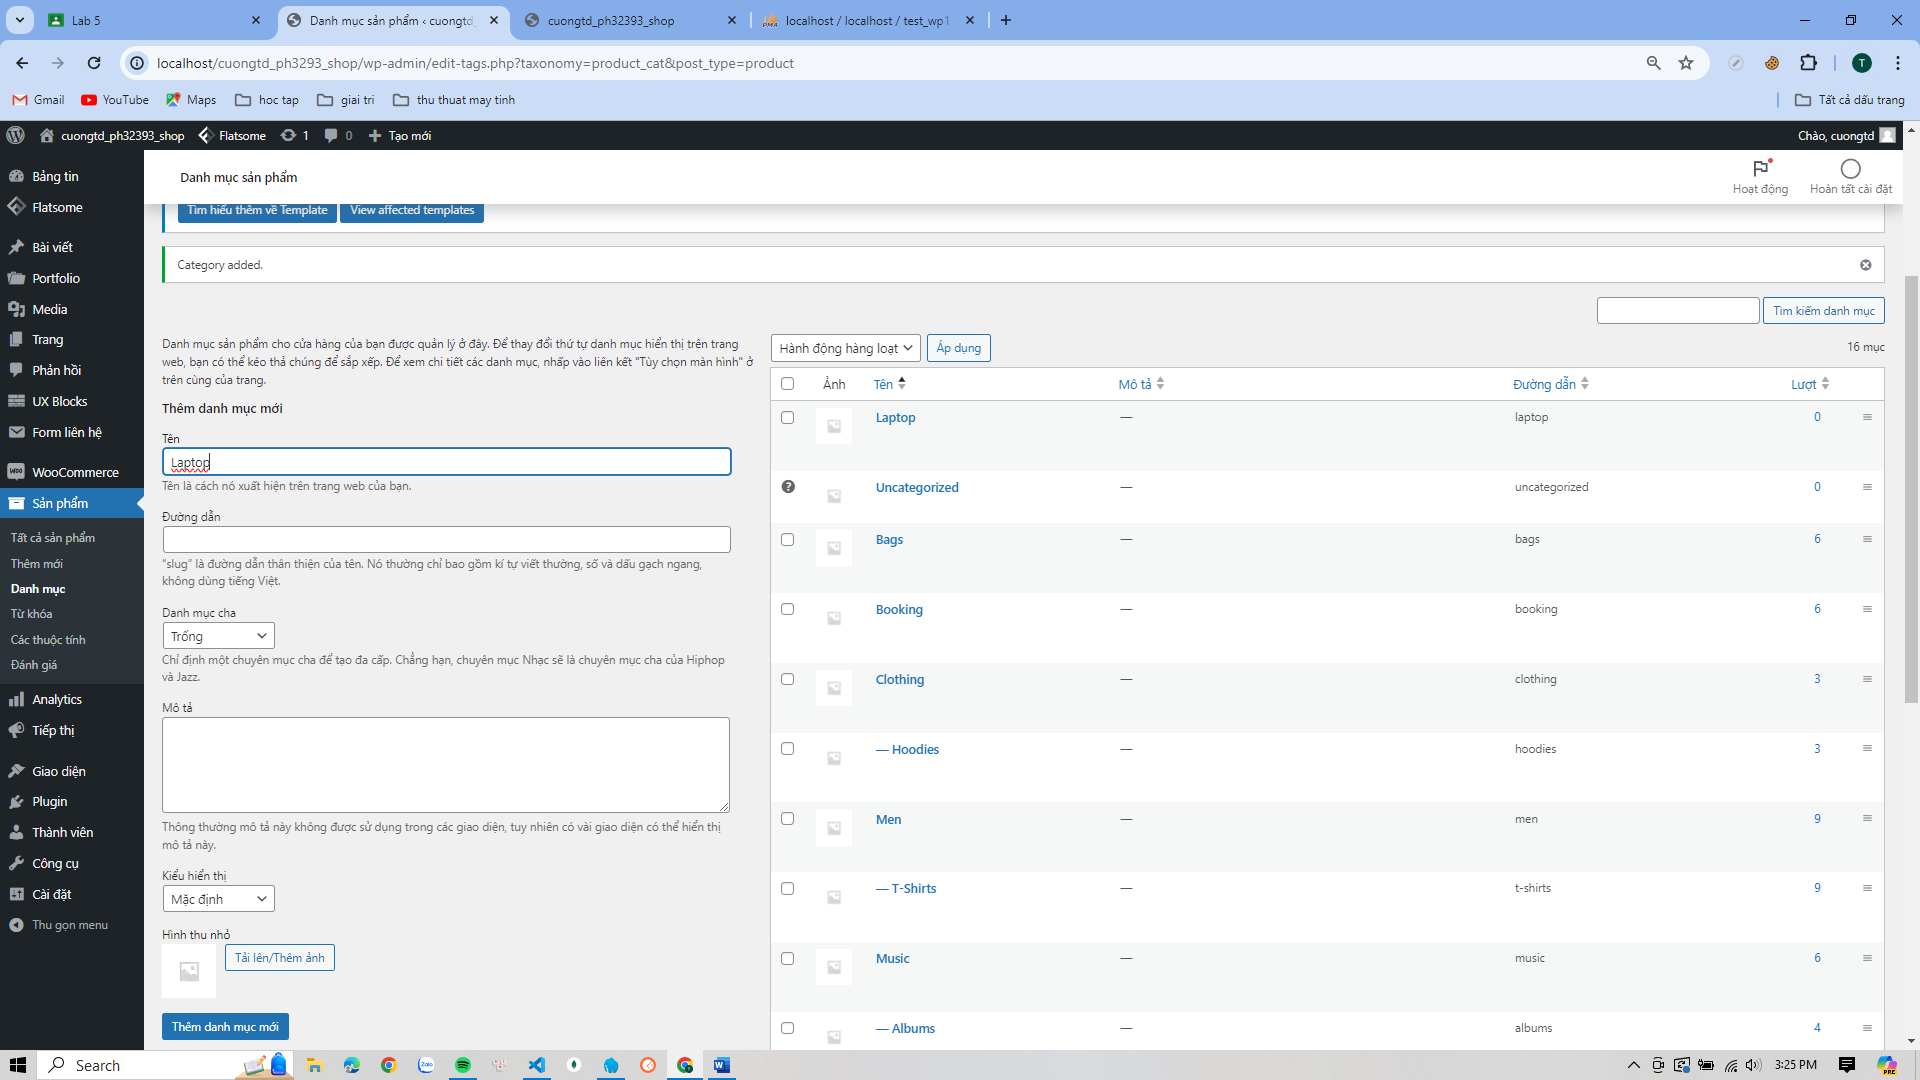 Lab 5
Danh mục sản phẩm ‹ cuongtd_
cuongtd_ph32393_shop
localhost / localhost / test_wp1
localhost/cuongtd_ph3293_shop/wp-admin/edit-tags.php?taxonomy=product_cat&post_type=product
T
Gmail
YouTube
Maps
hoc tap
giai tri
thu thuat may tinh
Tất cả dấu trang
cuongtd_ph32393_shop
Flatsome
1
0
Tạo mới
Chào, cuongtd
Bảng tin
Flatsome
Bài viết
Portfolio
Media
Trang
Phản hồi
UX Blocks
Form liên hệ
WooCommerce
Sản phẩm
Tất cả sản phẩm
Thêm mới
Danh mục
Từ khóa
Các thuộc tính
Đánh giá
Analytics
Tiếp thị
Giao diện
Plugin
Thành viên
Công cụ
Cài đặt
Thu gọn menu
Danh mục sản phẩm
Hoạt động
Hoàn tất cài đặt
Tìm hiểu thêm về Template
View affected templates
Category added.
Tìm kiếm danh mục
Danh mục sản phẩm cho cửa hàng của bạn được quản lý ở đây. Để thay đổi thứ tự danh mục hiển thị trên trang
web, bạn có thể kéo thả chúng để sắp xếp. Để xem chi tiết các danh mục, nhấp vào liên kết "Tùy chọn màn hình" ở
trên cùng của trang.
Thêm danh mục mới
Tên
Laptop
Tên là cách nó xuất hiện trên trang web của bạn.
Đường dẫn
“slug” là đường dẫn thân thiện của tên. Nó thường chỉ bao gồm kí tự viết thường, số và dấu gạch ngang,
không dùng tiếng Việt.
Danh mục cha
Trống
Chỉ định một chuyên mục cha để tạo đa cấp. Chẳng hạn, chuyên mục Nhạc sẽ là chuyên mục cha của Hiphop
và Jazz.
Mô tả
Thông thường mô tả này không được sử dụng trong các giao diện, tuy nhiên có vài giao diện có thể hiển thị
mô tả này.
Kiểu hiển thị
Mặc định
Hình thu nhỏ
Tải lên/Thêm ảnh
Thêm danh mục mới
Hành động hàng loạt
Áp dụng
16 mục
Ảnh Tên Mô tả Đường dẫn Lượt
Laptop — laptop 0
Uncategorized — uncategorized 0
Bags — bags 6
Booking — booking 6
Clothing — clothing 3
— Hoodies — hoodies 3
Men — men 9
— T-Shirts — t-shirts 9
Music — music 6
— Albums — albums 4
Search
3:25 PM